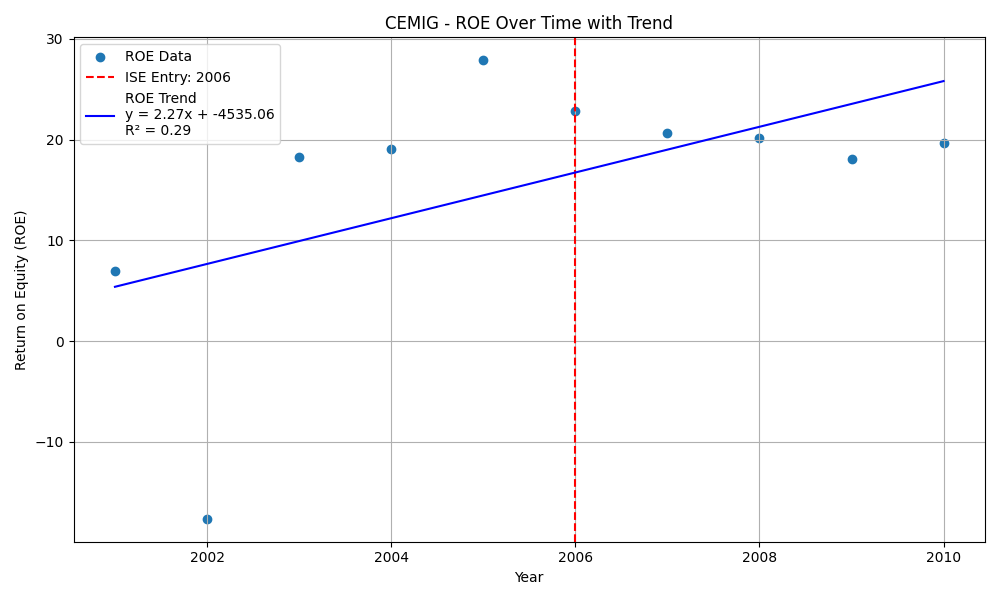 CEMIG - ROE Over Time with Trend
ROE Data
ISE Entry: 2006
ROE Trend
y = 2.27x + -4535.06
R² = 0.29
30
20
10
0
−10
Return on Equity (ROE)
2002 2004 2006 2008 2010
Year